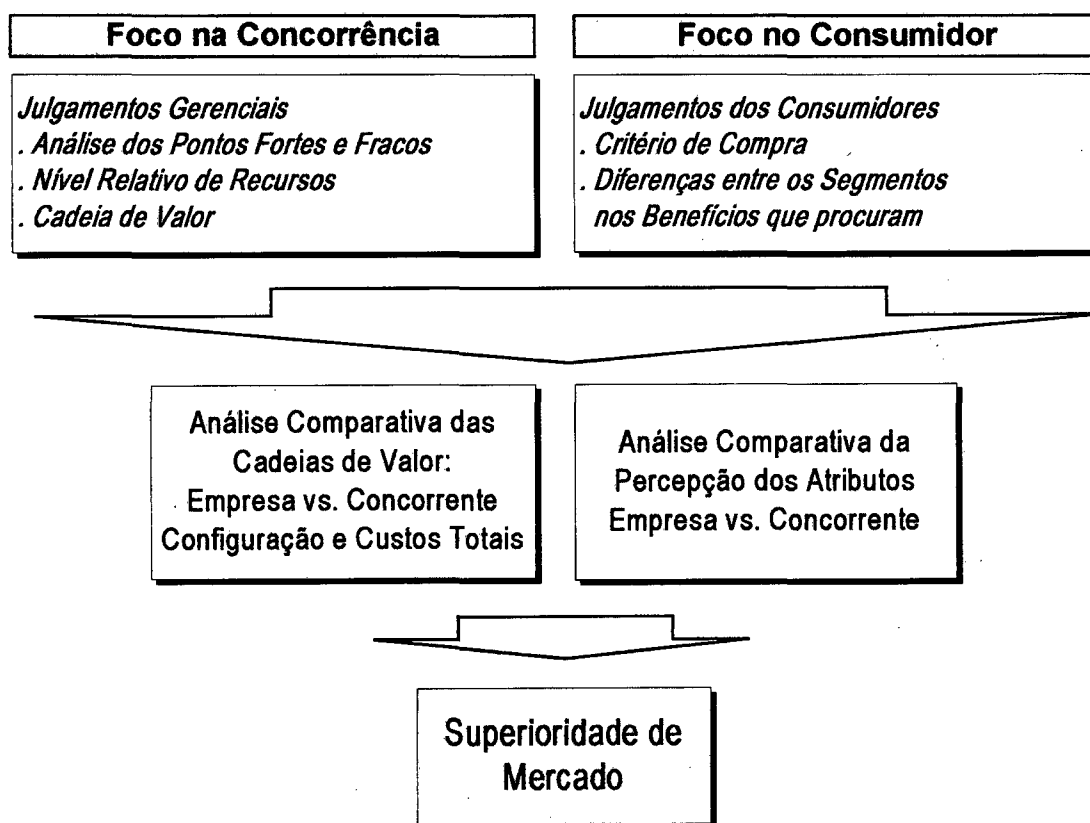 Foco na Concorrência
Julgamentos Gerenciais
. Análise dos Pontos Fortes e Fracos
. Nível Relativo de Recursos
. Cadeia de Valor
Foco no Consumidor
Julgamentos dos Consumidores
. Critério de Compra
. Diferenças entre os Segmentos
nos Benefícios que procuram
Análise Comparativa das
Cadeias de Valor:
Empresa vs. Concorrente
Configuração e Custos Totais
Análise Comparativa da
Percepção dos Atributos
Empresa vs. Concorrente
Superioridade de
Mercado